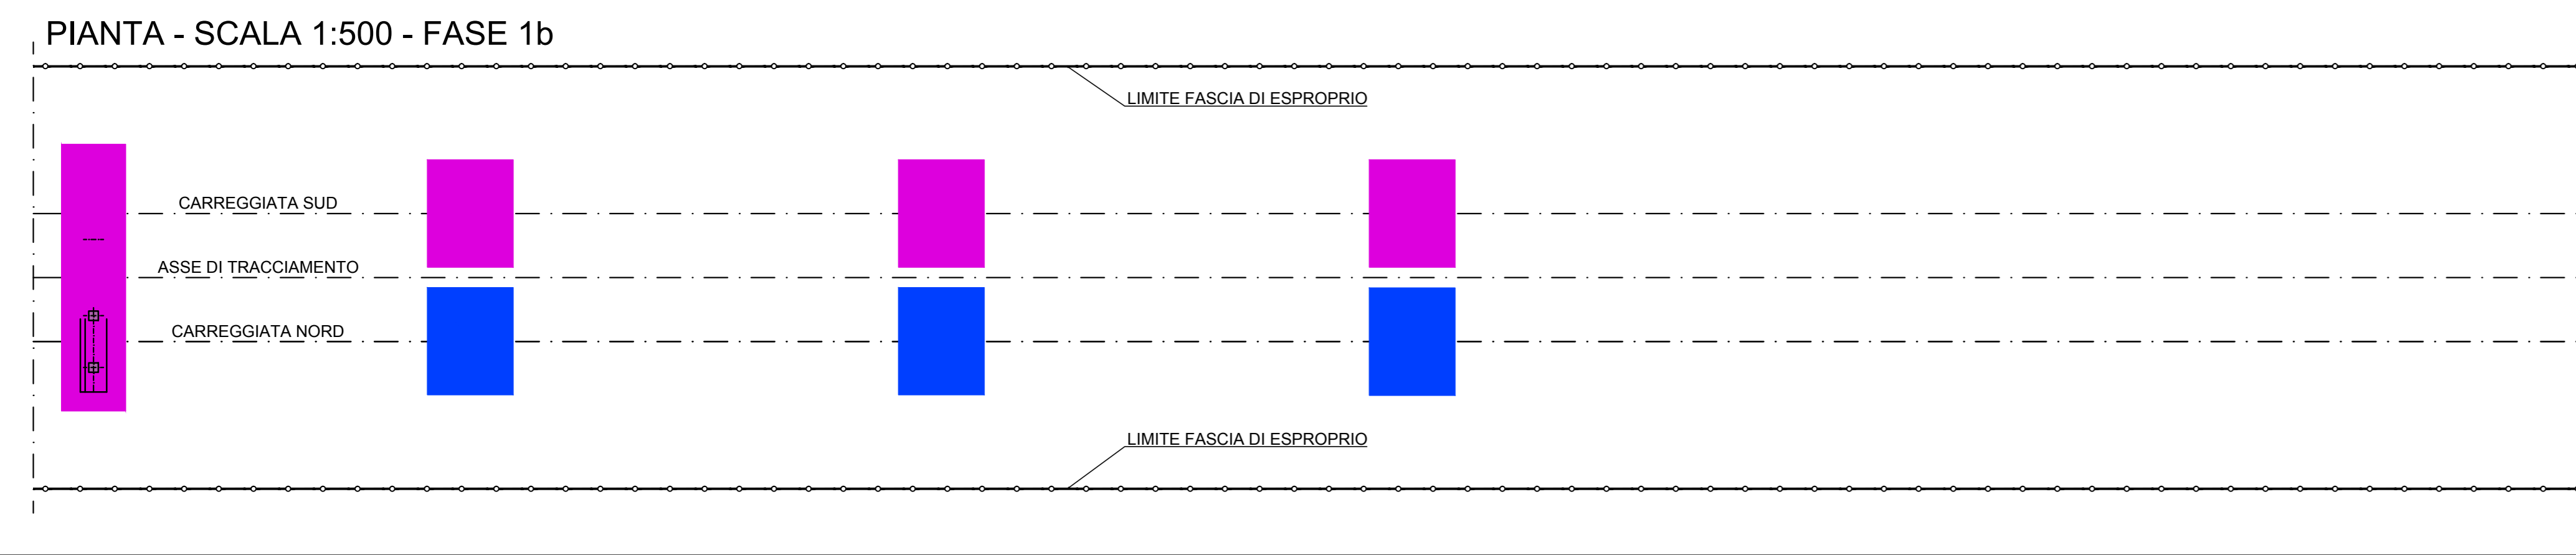 PIANTA - SCALA 1:500 - FASE 1b
LIMITE FASCIA DI ESPROPRIO
CARREGGIATA SUD
ASSE DI TRACCIAMENTO
CARREGGIATA NORD
LIMITE FASCIA DI ESPROPRIO